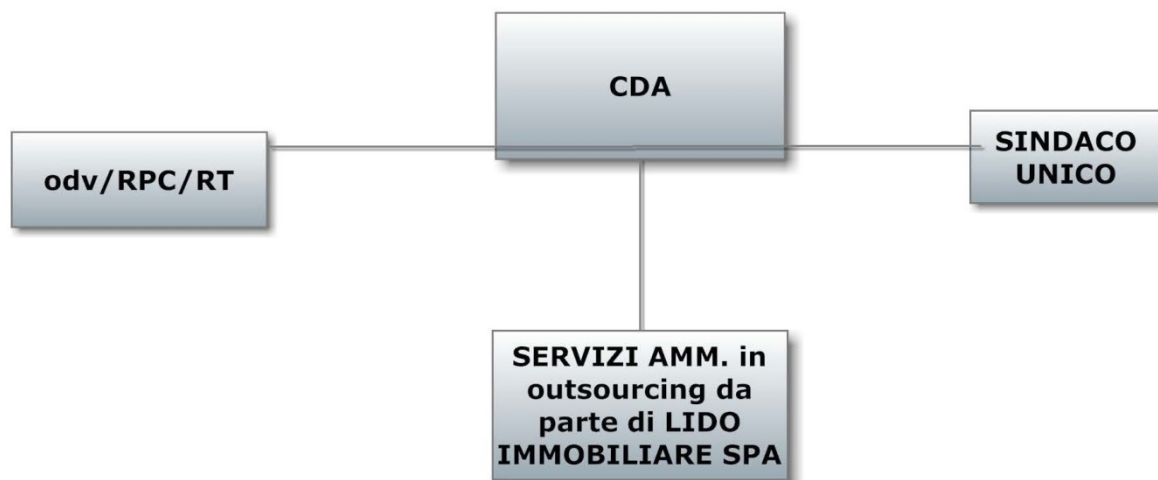 CDA
odv/RPC/RT
SINDACO
UNICO
SERVIZI AMM. in
outsourcing da
parte di LIDO
IMMOBILIARE SPA